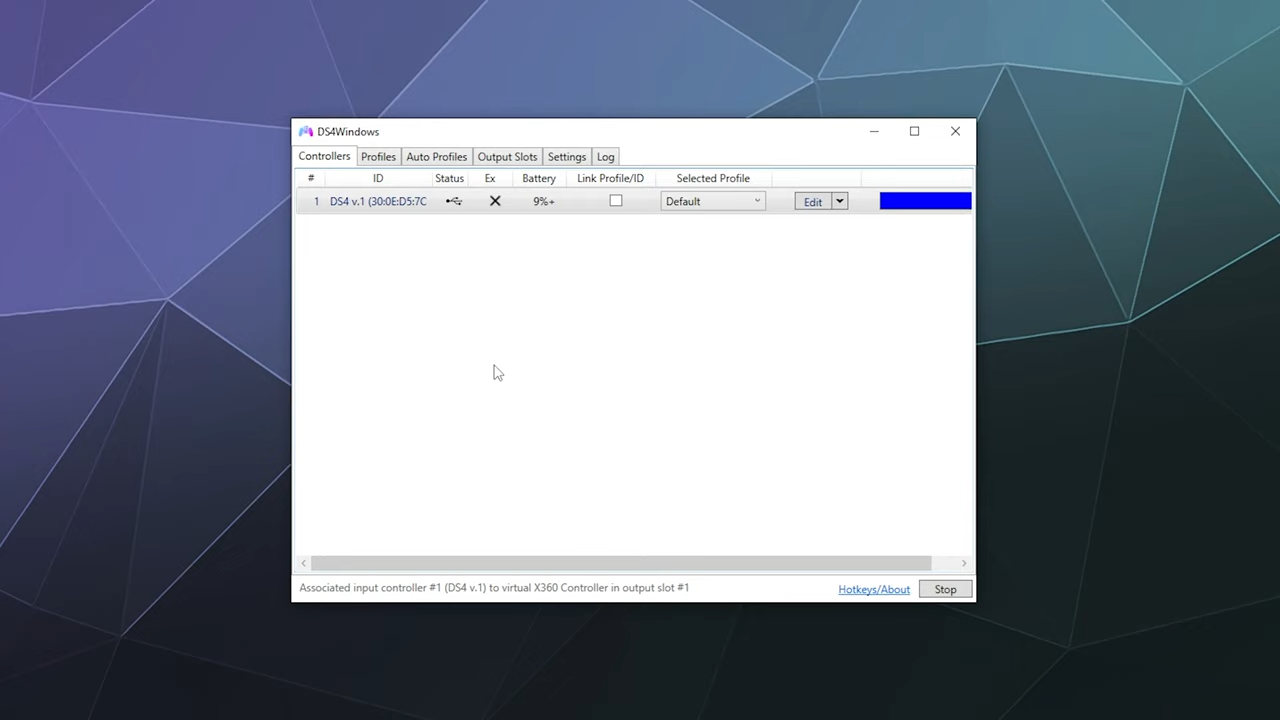 DS4Windows
Controllers Profiles Auto Profiles Output Slots Settings Log
# ID Status Ex Battery Link Profile/ID Selected Profile
1 DS4 v.1 (30:0E:D5:7C 9%+ Default Edit
Associated input controller #1 (DS4 v.1) to virtual X360 Controller in output slot #1 Hotkeys/About Stop